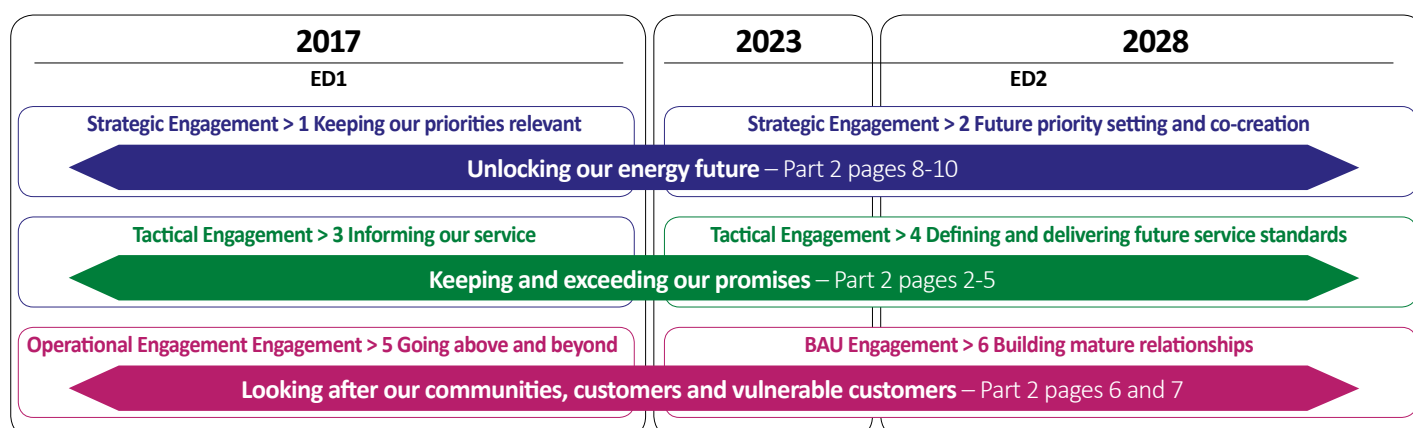 2017 2023 2028
ED1 ED2
Strategic Engagement > 1 Keeping our priorities relevant
Strategic Engagement > 2 Future priority setting and co-creation
Unlocking our energy future – Part 2 pages 8-10
Tactical Engagement > 3 Informing our service
Tactical Engagement > 4 Defining and delivering future service standards
Keeping and exceeding our promises – Part 2 pages 2-5
Operational Engagement Engagement > 5 Going above and beyond
BAU Engagement > 6 Building mature relationships
Looking after our communities, customers and vulnerable customers – Part 2 pages 6 and 7